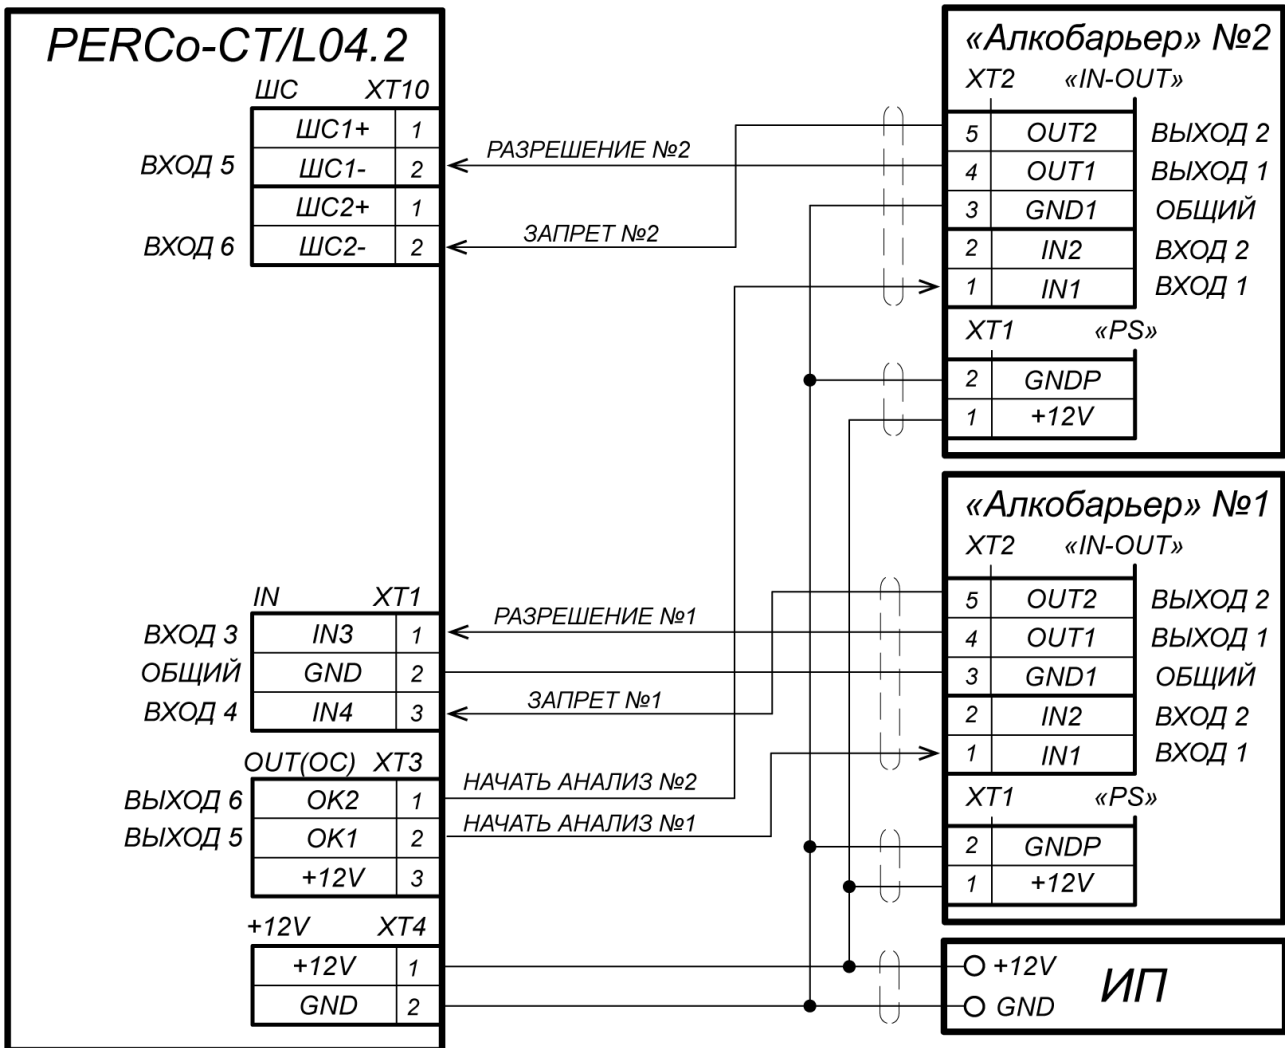 PERCo-CT/L04.2
ШС XT10
ШС1+ 1
ВХОД 5 ШС1- 2
ШС2+ 1
ВХОД 6 ШС2- 2
РАЗРЕШЕНИЕ №2
ЗАПРЕТ №2
IN XT1
ВХОД 3 IN3 1
ОБЩИЙ GND 2
ВХОД 4 IN4 3
РАЗРЕШЕНИЕ №1
ЗАПРЕТ №1
OUT(OC) XT3
ВЫХОД 6 OK2 1
ВЫХОД 5 OK1 2
+12V 3
НАЧАТЬ АНАЛИЗ №2
НАЧАТЬ АНАЛИЗ №1
+12V XT4
+12V 1
GND 2
«Алкобарьер» №2
XT2 «IN-OUT»
5 OUT2 ВЫХОД 2
4 OUT1 ВЫХОД 1
3 GND1 ОБЩИЙ
2 IN2 ВХОД 2
1 IN1 ВХОД 1
XT1 «PS»
2 GNDP
1 +12V
«Алкобарьер» №1
XT2 «IN-OUT»
5 OUT2 ВЫХОД 2
4 OUT1 ВЫХОД 1
3 GND1 ОБЩИЙ
2 IN2 ВХОД 2
1 IN1 ВХОД 1
XT1 «PS»
2 GNDP
1 +12V
+12V
ИП
GND